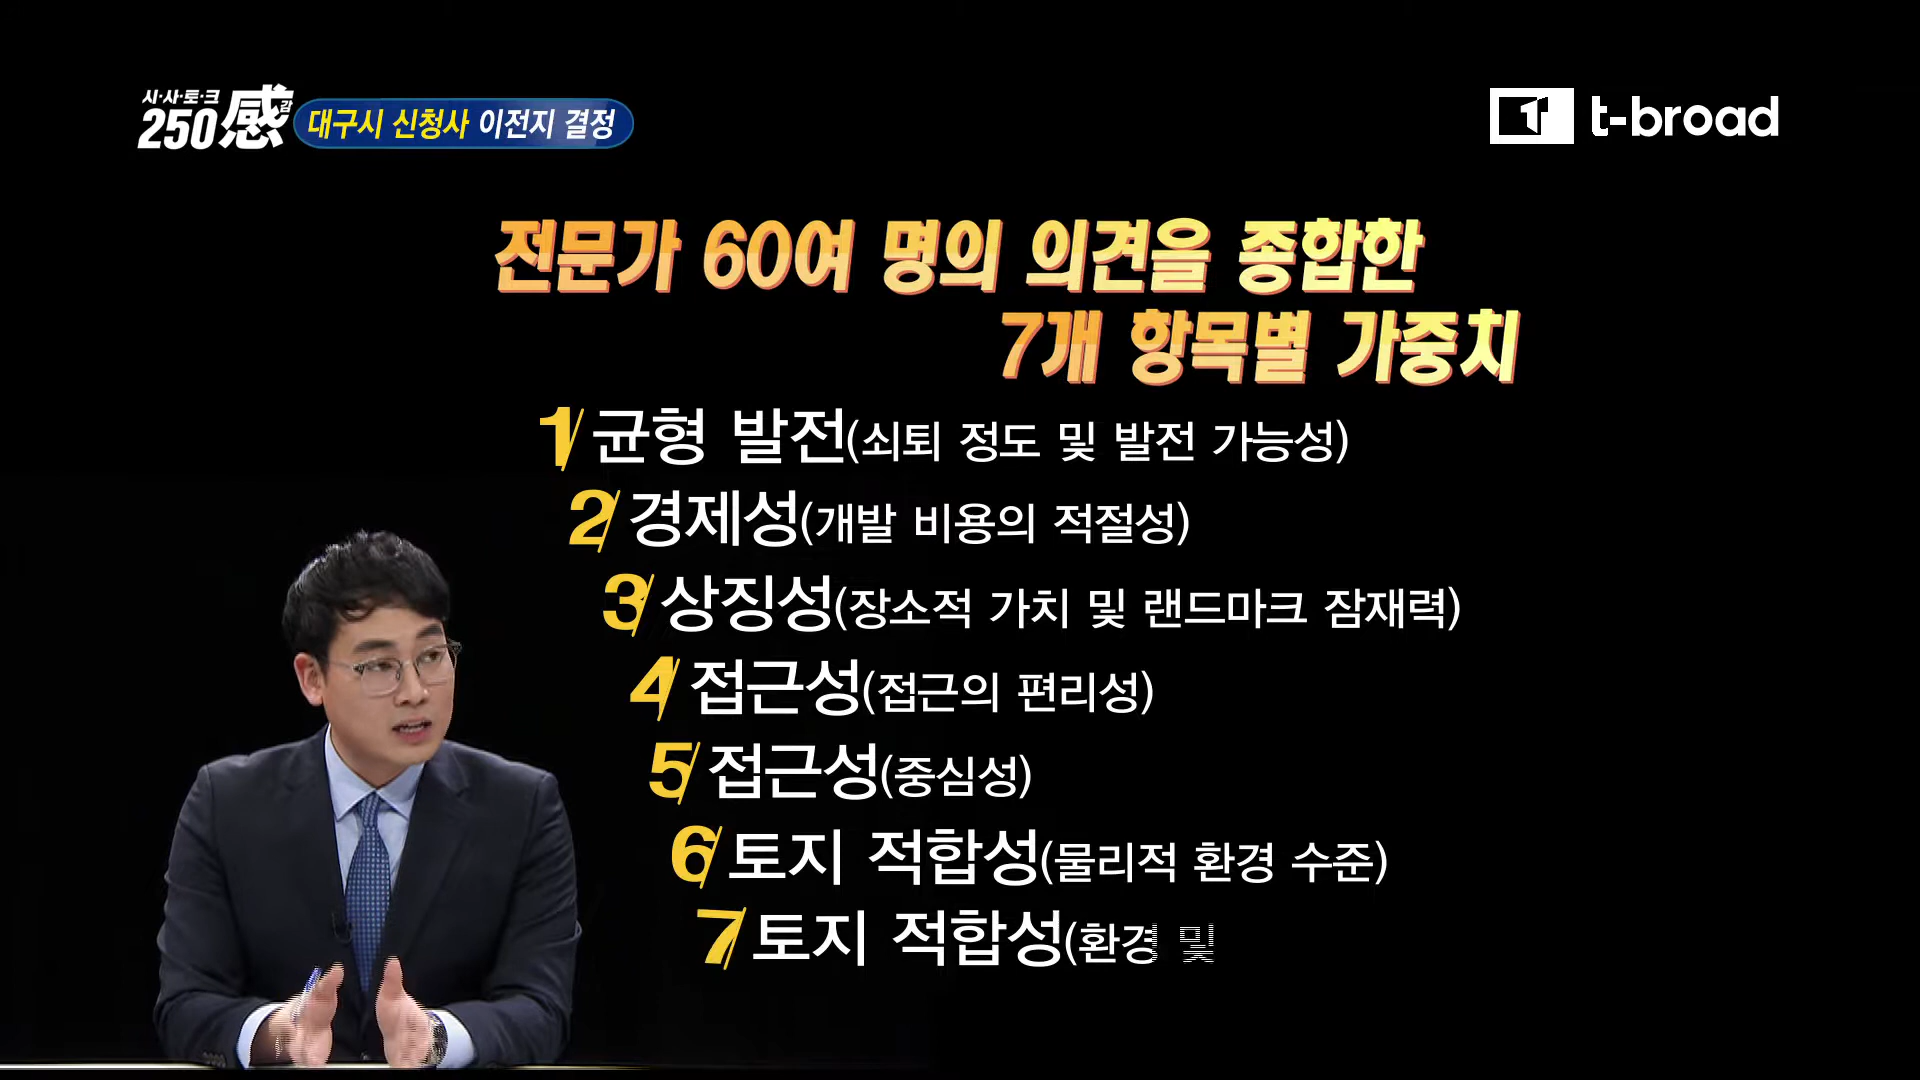 시·사·토·크
250感감
대구시 신청사 이전지 결정
t-broad
전문가 60여 명의 의견을 종합한
7개 항목별 가중치
1/균형 발전(쇠퇴 정도 및 발전 가능성)
2/경제성(개발 비용의 적절성)
3/상징성(장소적 가치 및 랜드마크 잠재력)
4/접근성(접근의 편리성)
5/접근성(중심성)
6/토지 적합성(물리적 환경 수준)
7/토지 적합성(환경 및